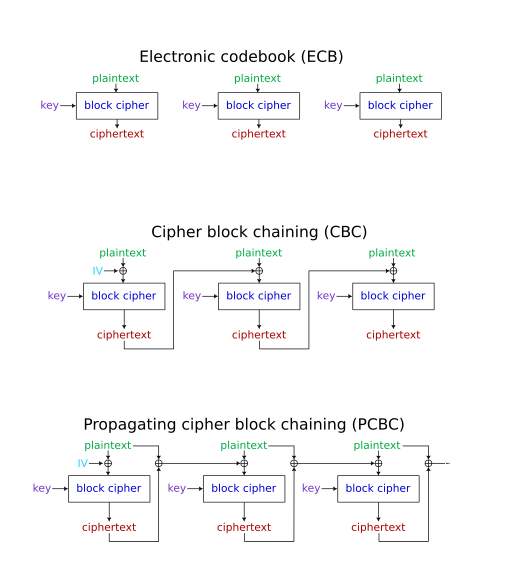 Electronic codebook (ECB)
plaintext plaintext plaintext
key block cipher key block cipher key block cipher
ciphertext ciphertext ciphertext
Cipher block chaining (CBC)
plaintext plaintext plaintext
IV
key block cipher key block cipher key block cipher
ciphertext ciphertext ciphertext
Propagating cipher block chaining (PCBC)
plaintext plaintext plaintext
IV
key block cipher key block cipher key block cipher
ciphertext ciphertext ciphertext